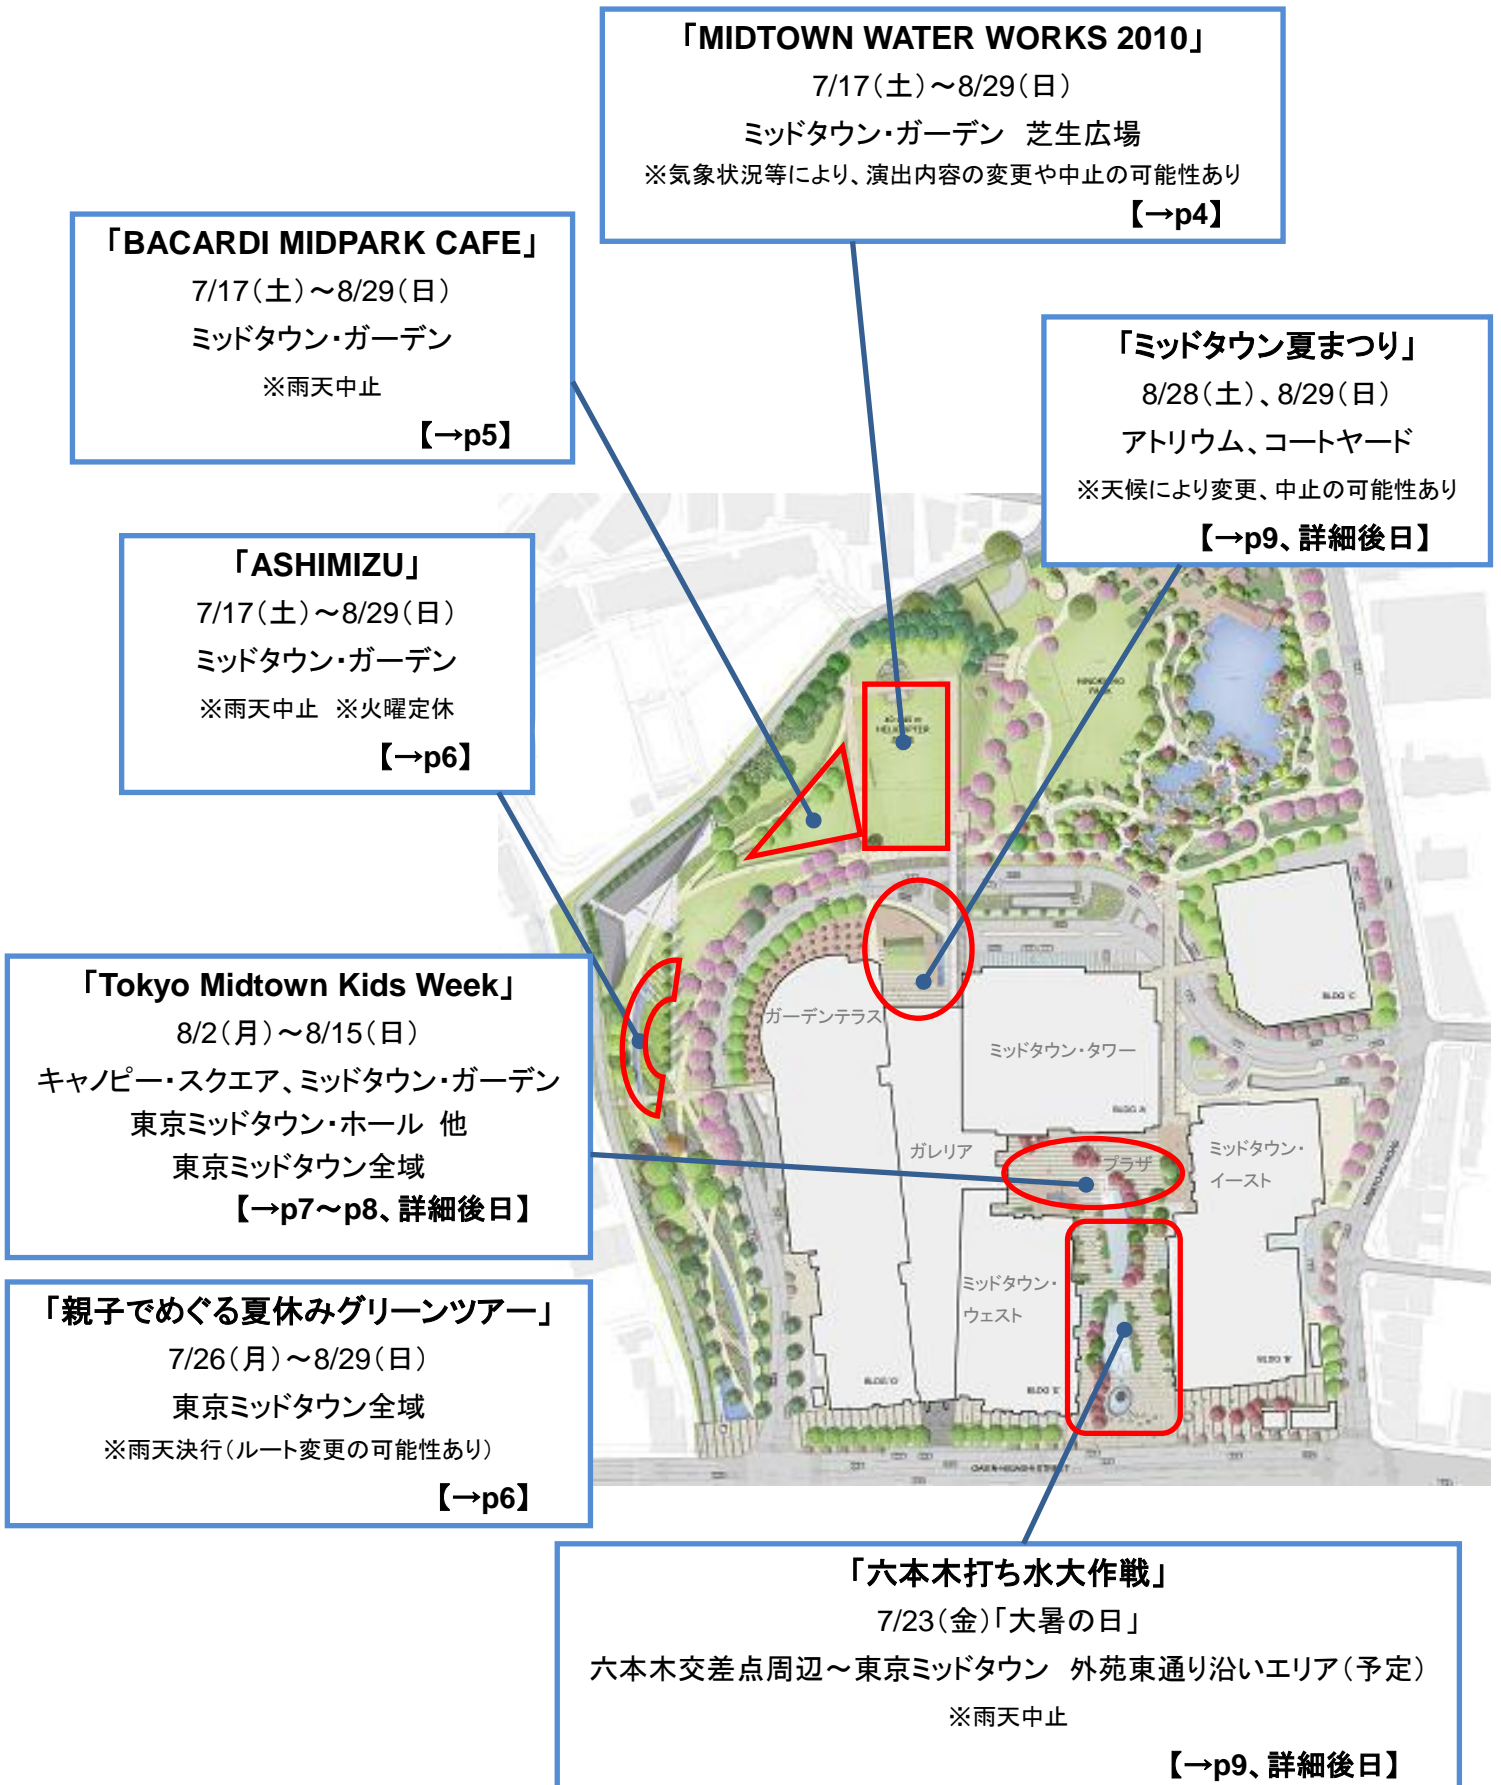 「MIDTOWN WATER WORKS 2010」
7/17(土)～8/29(日)
ミッドタウン・ガーデン　芝生広場
※気象状況等により、演出内容の変更や中止の可能性あり
【→p4】
「BACARDI MIDPARK CAFE」
7/17(土)～8/29(日)
ミッドタウン・ガーデン
※雨天中止
【→p5】
「ミッドタウン夏まつり」
8/28(土)、8/29(日)
アトリウム、コートヤード
※天候により変更、中止の可能性あり
【→p9、詳細後日】
「ASHIMIZU」
7/17(土)～8/29(日)
ミッドタウン・ガーデン
※雨天中止　※火曜定休
【→p6】
「Tokyo Midtown Kids Week」
8/2(月)～8/15(日)
キャノピー・スクエア、ミッドタウン・ガーデン
東京ミッドタウン・ホール 他
東京ミッドタウン全域
【→p7～p8、詳細後日】
「親子でめぐる夏休みグリーンツアー」
7/26(月)～8/29(日)
東京ミッドタウン全域
※雨天決行(ルート変更の可能性あり)
【→p6】
ガーデンテラス
ミッドタウン・タワー
BLDG C
BLDG A
ガレリア
プラザ
ミッドタウン・
イースト
ミッドタウン・
ウェスト
BLDG D
BLDG E
BLDG B
「六本木打ち水大作戦」
7/23(金)「大暑の日」
六本木交差点周辺～東京ミッドタウン　外苑東通り沿いエリア(予定)
※雨天中止
【→p9、詳細後日】